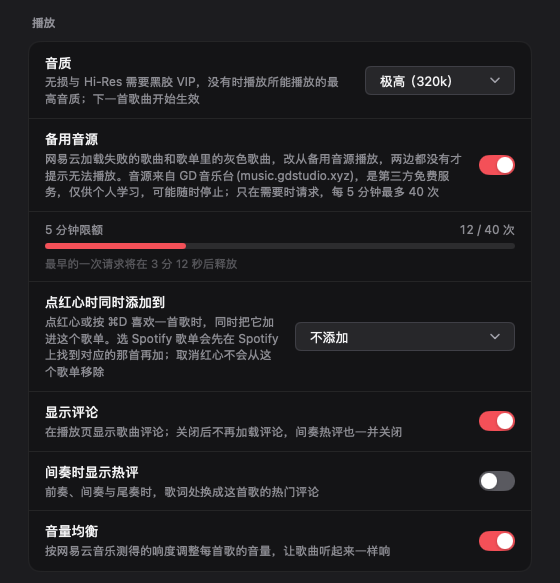 播放
音质
无损与 Hi-Res 需要黑胶 VIP，没有时播放所能播放的最
高音质；下一首歌曲开始生效
极高（320k）
备用音源
网易云加载失败的歌曲和歌单里的灰色歌曲，改从备用音源播放，两边都没有才
提示无法播放。音源来自 GD 音乐台 (music.gdstudio.xyz)，是第三方免费服
务，仅供个人学习，可能随时停止；只在需要时请求，每 5 分钟最多 40 次
5 分钟限额
12 / 40 次
最早的一次请求将在 3 分 12 秒后释放
点红心时同时添加到
点红心或按 ⌘D 喜欢一首歌时，同时把它加
进这个歌单。选 Spotify 歌单会先在 Spotify
上找到对应的那首再加；取消红心不会从这
个歌单移除
不添加
显示评论
在播放页显示歌曲评论；关闭后不再加载评论，间奏热评也一并关闭
间奏时显示热评
前奏、间奏与尾奏时，歌词处换成这首歌的热门评论
音量均衡
按网易云音乐测得的响度调整每首歌的音量，让歌曲听起来一样响